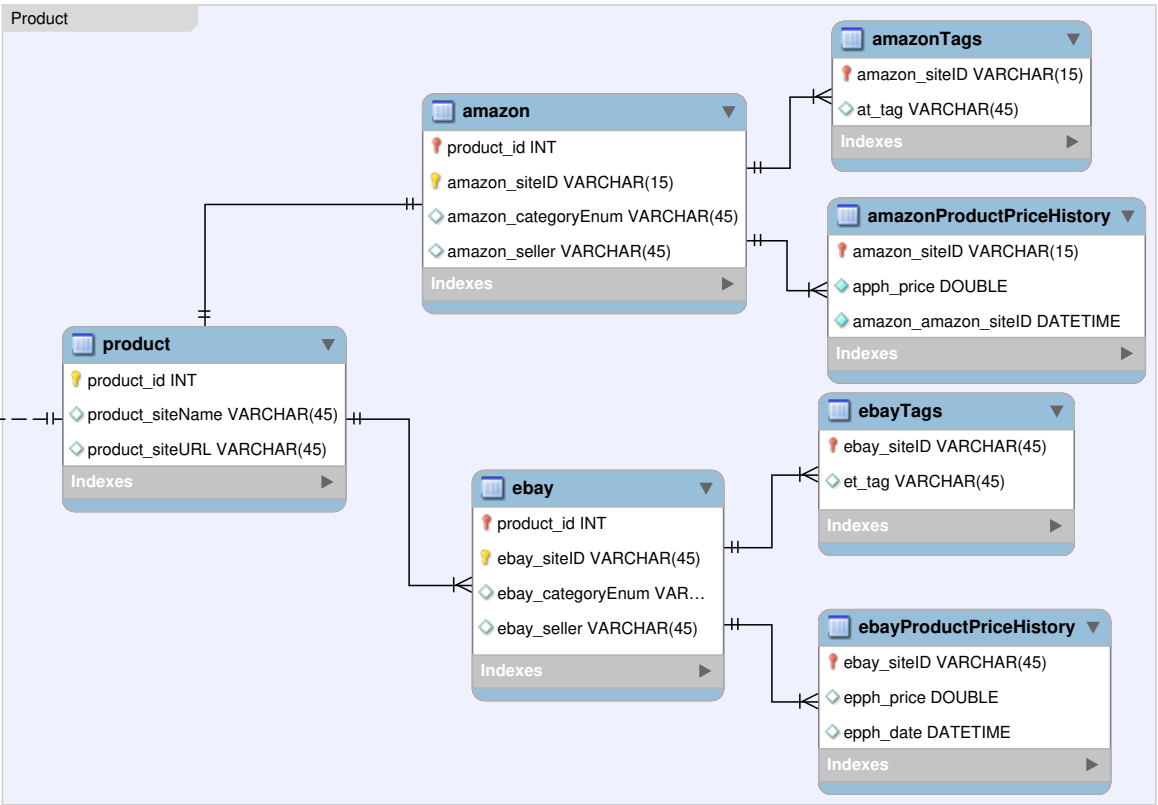 Product
amazonTags
amazon_siteID VARCHAR(15)
at_tag VARCHAR(45)
Indexes
amazon
product_id INT
amazon_siteID VARCHAR(15)
amazon_categoryEnum VARCHAR(45)
amazon_seller VARCHAR(45)
Indexes
amazonProductPriceHistory
amazon_siteID VARCHAR(15)
apph_price DOUBLE
amazon_amazon_siteID DATETIME
Indexes
product
product_id INT
product_siteName VARCHAR(45)
product_siteURL VARCHAR(45)
Indexes
ebayTags
ebay_siteID VARCHAR(45)
et_tag VARCHAR(45)
Indexes
ebay
product_id INT
ebay_siteID VARCHAR(45)
ebay_categoryEnum VAR...
ebay_seller VARCHAR(45)
Indexes
ebayProductPriceHistory
ebay_siteID VARCHAR(45)
epph_price DOUBLE
epph_date DATETIME
Indexes